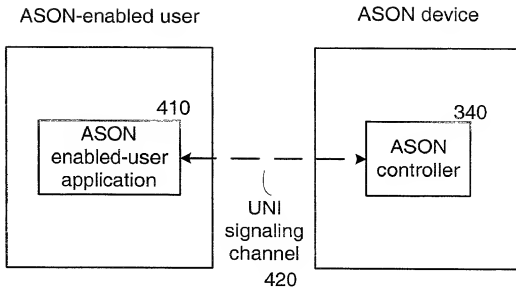 ASON-enabled user
ASON device
410
ASON
enabled-user
application
340
ASON
controller
UNI
signaling
channel
420